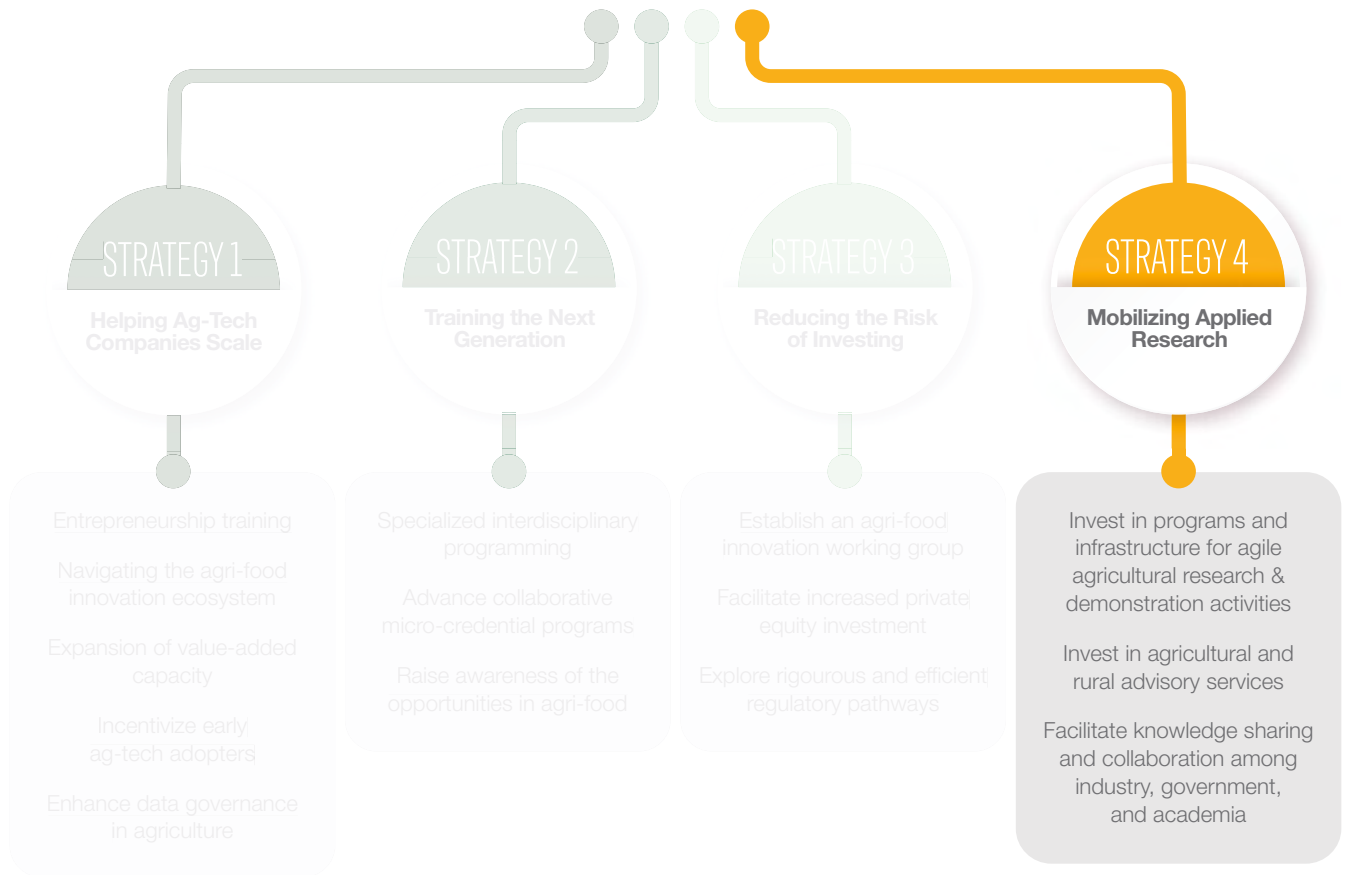 STRATEGY 1
Helping Ag-Tech
Companies Scale
Entrepreneurship training
Navigating the agri-food
innovation ecosystem
Expansion of value-added
capacity
Incentivize early
ag-tech adopters
Enhance data governance
in agriculture
STRATEGY 2
Training the Next
Generation
Specialized interdisciplinary
programming
Advance collaborative
micro-credential programs
Raise awareness of the
opportunities in agri-food
STRATEGY 3
Reducing the Risk
of Investing
Establish an agri-food
innovation working group
Facilitate increased private
equity investment
Explore rigourous and efficient
regulatory pathways
STRATEGY 4
Mobilizing Applied
Research
Invest in programs and
infrastructure for agile
agricultural research &
demonstration activities
Invest in agricultural and
rural advisory services
Facilitate knowledge sharing
and collaboration among
industry, government,
and academia